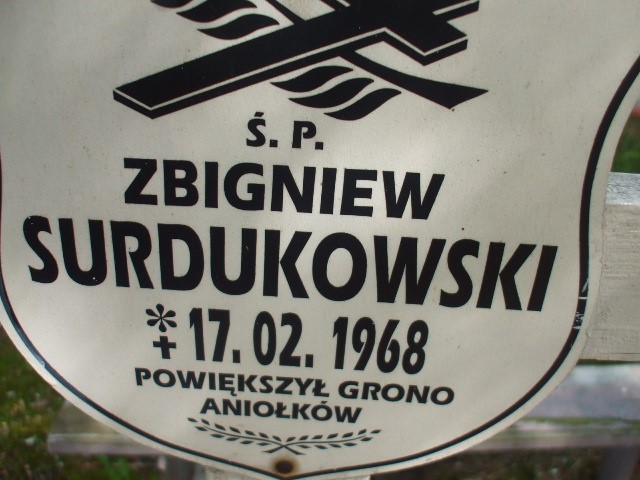 Ś. P.
ZBIGNIEW
SURDUKOWSKI
* + 17. 02. 1968
POWIĘKSZYŁ GRONO
ANIOŁKÓW